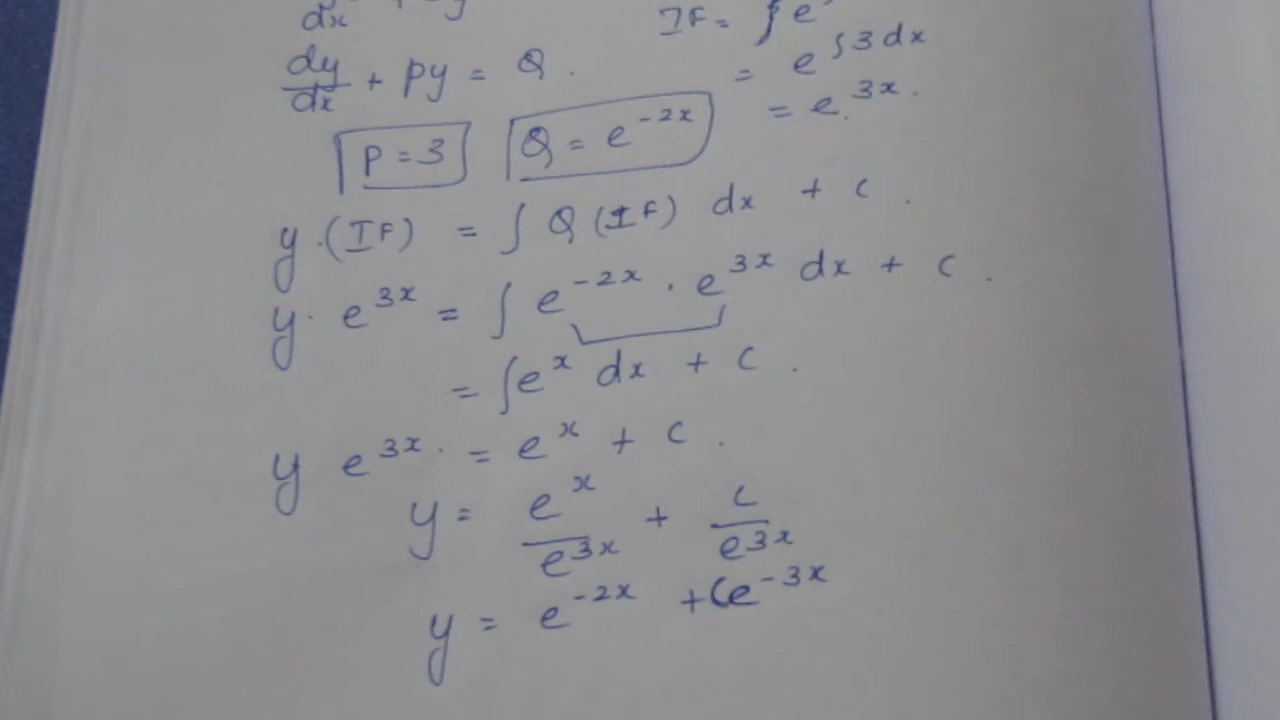 dx
IF = ∫ e
dy/dx + py = Q.
= e^∫3dx
= e^3x.
P = 3   Q = e^-2x
y.(IF) = ∫ Q (IF) dx + c.
y. e^3x = ∫ e^-2x . e^3x dx + c.
= ∫e^x dx + c.
y e^3x. = e^x + c.
y = e^x/e^3x + c/e^3x
y = e^-2x + Ce^-3x